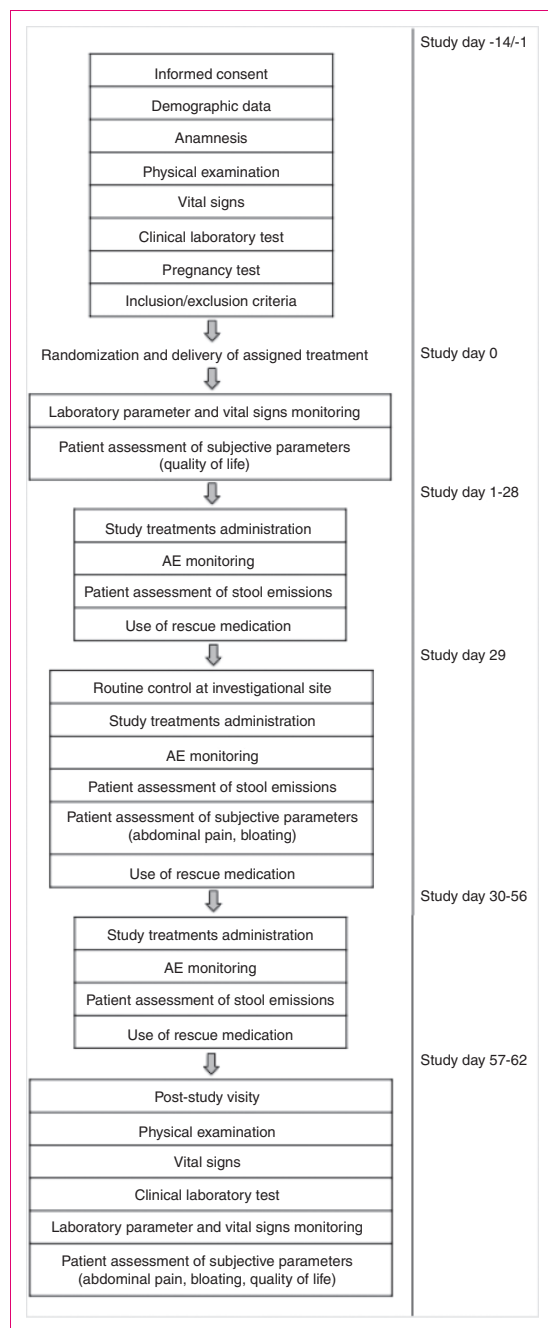 Study day -14/-1
Informed consent
Demographic data
Anamnesis
Physical examination
Vital signs
Clinical laboratory test
Pregnancy test
Inclusion/exclusion criteria
Randomization and delivery of assigned treatment
Study day 0
Laboratory parameter and vital signs monitoring
Patient assessment of subjective parameters
(quality of life)
Study day 1-28
Study treatments administration
AE monitoring
Patient assessment of stool emissions
Use of rescue medication
Study day 29
Routine control at investigational site
Study treatments administration
AE monitoring
Patient assessment of stool emissions
Patient assessment of subjective parameters
(abdominal pain, bloating)
Use of rescue medication
Study day 30-56
Study treatments administration
AE monitoring
Patient assessment of stool emissions
Use of rescue medication
Study day 57-62
Post-study visity
Physical examination
Vital signs
Clinical laboratory test
Laboratory parameter and vital signs monitoring
Patient assessment of subjective parameters
(abdominal pain, bloating, quality of life)